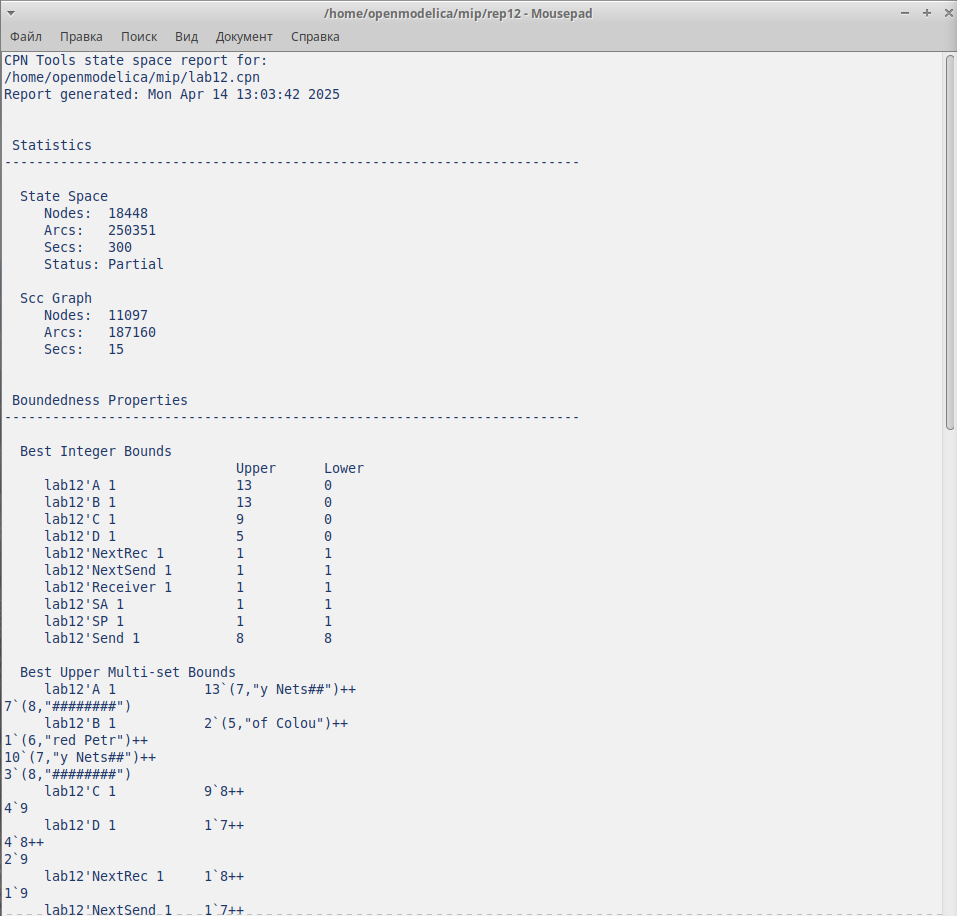 /home/openmodelica/mip/rep12 - Mousepad
Файл Правка Поиск Вид Документ Справка
CPN Tools state space report for:
/home/openmodelica/mip/lab12.cpn
Report generated: Mon Apr 14 13:03:42 2025
Statistics
------------------------------------------------------------------------
State Space
Nodes: 18448
Arcs: 250351
Secs: 300
Status: Partial
Scc Graph
Nodes: 11097
Arcs: 187160
Secs: 15
Boundedness Properties
------------------------------------------------------------------------
Best Integer Bounds
Upper Lower
lab12'A 1 13 0
lab12'B 1 13 0
lab12'C 1 9 0
lab12'D 1 5 0
lab12'NextRec 1 1 1
lab12'NextSend 1 1 1
lab12'Receiver 1 1 1
lab12'SA 1 1 1
lab12'SP 1 1 1
lab12'Send 1 8 8
Best Upper Multi-set Bounds
lab12'A 1 13`(7,"y Nets##")++
7`(8,"########")
lab12'B 1 2`(5,"of Colou")++
1`(6,"red Petr")++
10`(7,"y Nets##")++
3`(8,"########")
lab12'C 1 9`8++
4`9
lab12'D 1 1`7++
4`8++
2`9
lab12'NextRec 1 1`8++
1`9
lab12'NextSend 1 1`7++